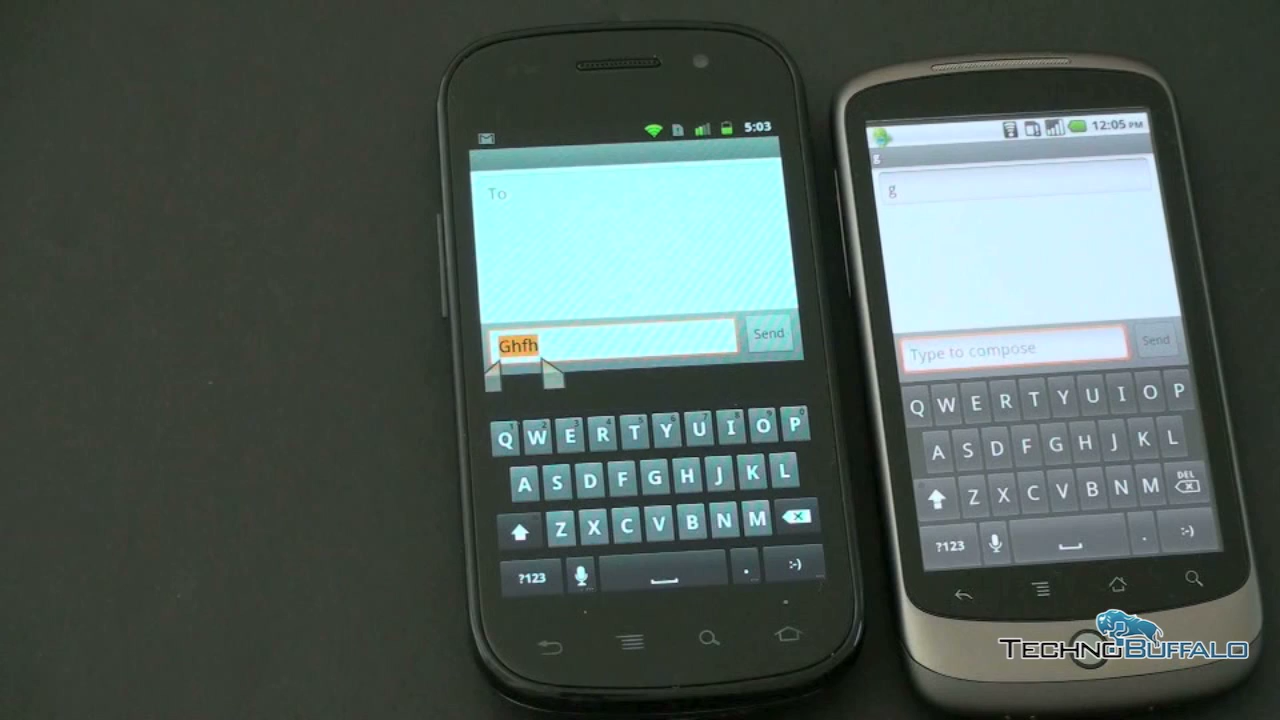 5:03
To
Ghfh
Send
Q W E R T Y U I O P
A S D F G H J K L
Z X C V B N M
?123 . :-)
12:05 PM
g
g
Type to compose
Send
Q W E R T Y U I O P
A S D F G H J K L
Z X C V B N M DEL
?123 . :-)
TECHNOBUFFALO